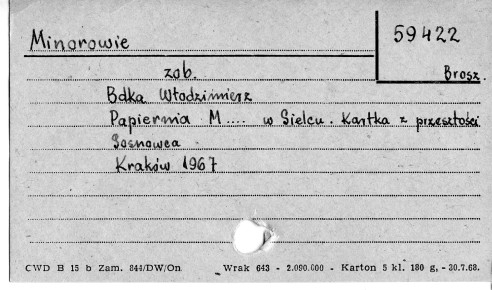 Minorowie
59422
Brosz.
zob.
Bdka Włodzimierz
Papiernia M .... w Sielcu. Kartka z przeszłości
Sosnowca
Kraków 1967
CWD B 15 b Zam. 844/DW/On Wrak 643 - 2.090.000 - Karton 5 kl. 180 g, - 30.7.68.